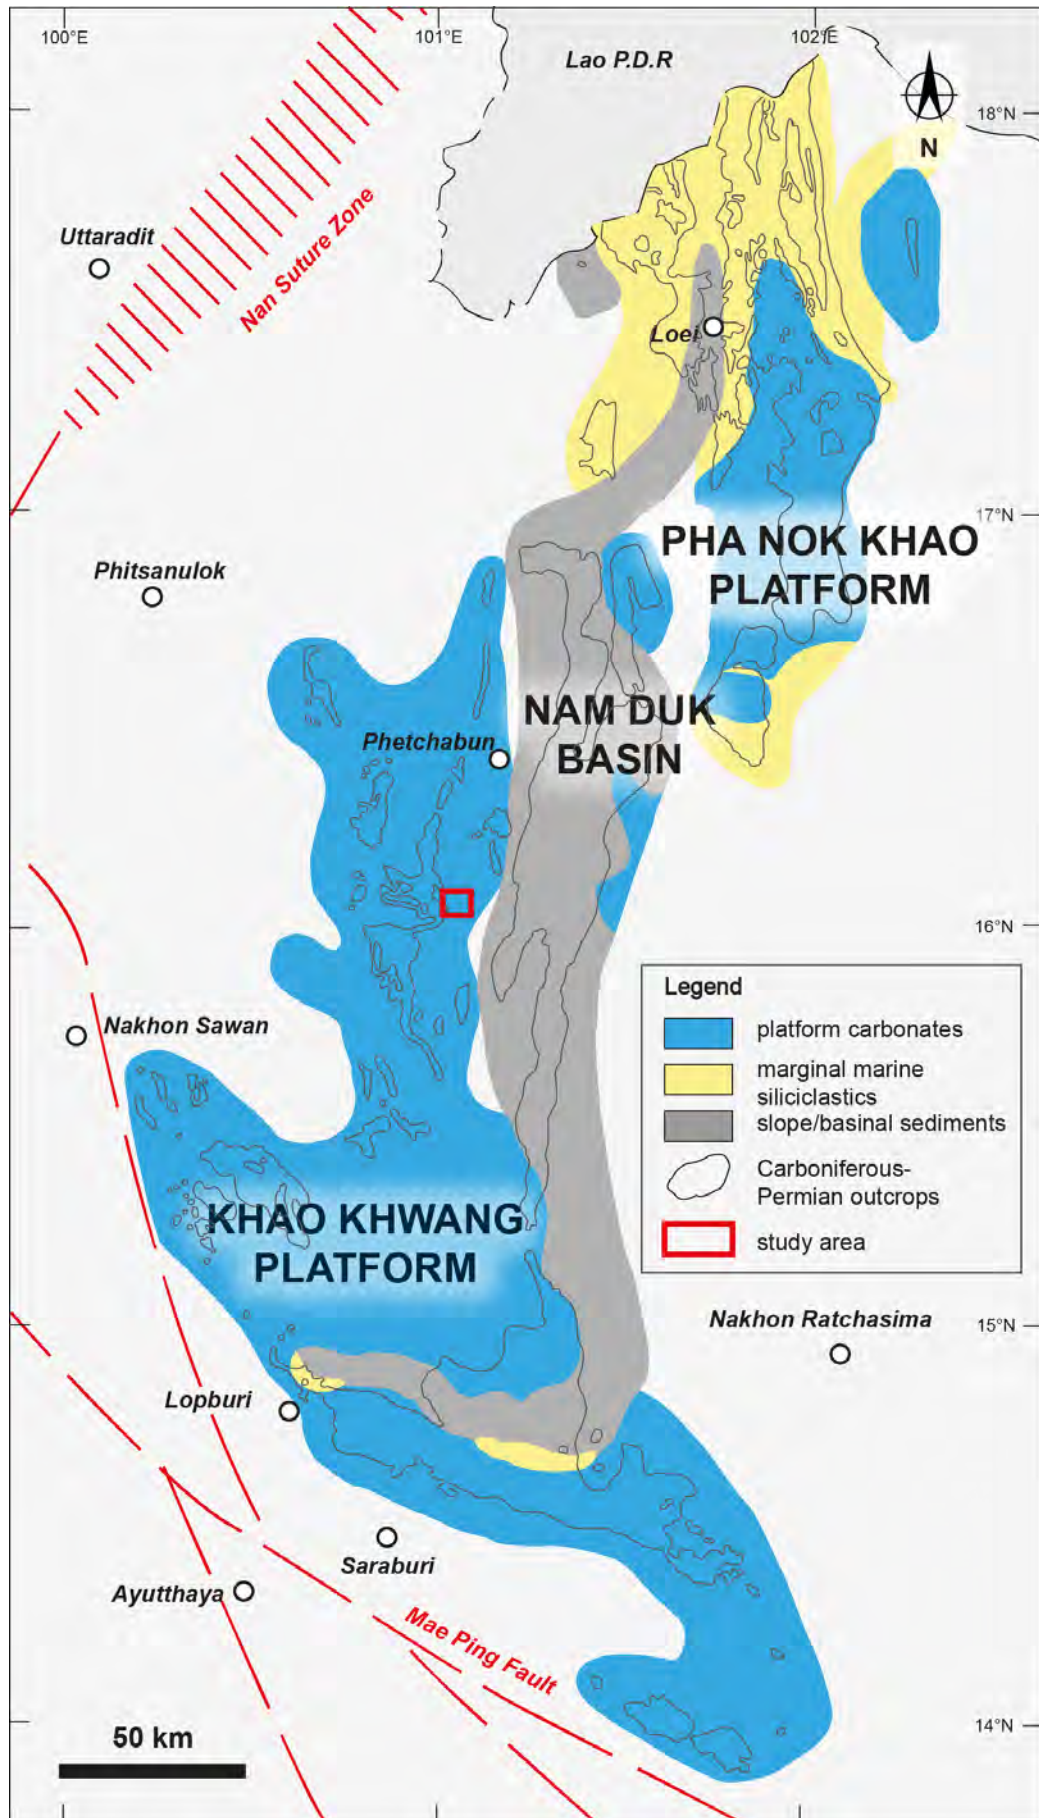 100°E
101°E
102°E
Lao P.D.R
18°N
N
Uttaradit
Nan Suture Zone
Loei
17°N
PHA NOK KHAO
PLATFORM
Phitsanulok
NAM DUK
BASIN
Phetchabun
16°N
Legend
platform carbonates
marginal marine
siliciclastics
slope/basinal sediments
Carboniferous-
Permian outcrops
study area
Nakhon Sawan
KHAO KHWANG
PLATFORM
Nakhon Ratchasima
15°N
Lopburi
Saraburi
Ayutthaya
Mae Ping Fault
14°N
50 km